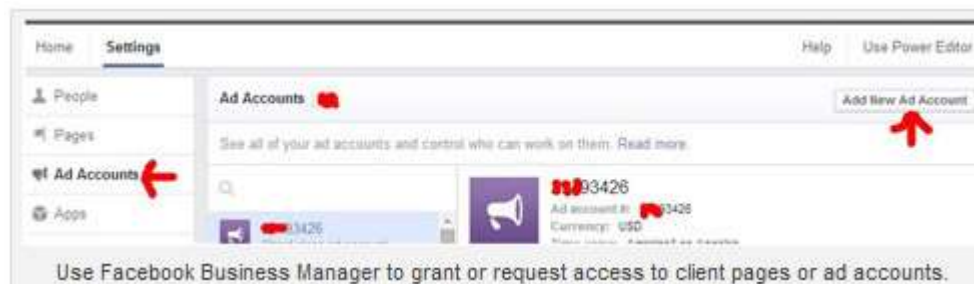 Home Settings Help Use Power Editor
People
Ad Accounts
Add New Ad Account
Pages
See all of your ad accounts and control who can work on them. Read more.
Ad Accounts
93426
Ad account #: 93426
Apps
3426
Currency: USD
Use Facebook Business Manager to grant or request access to client pages or ad accounts.